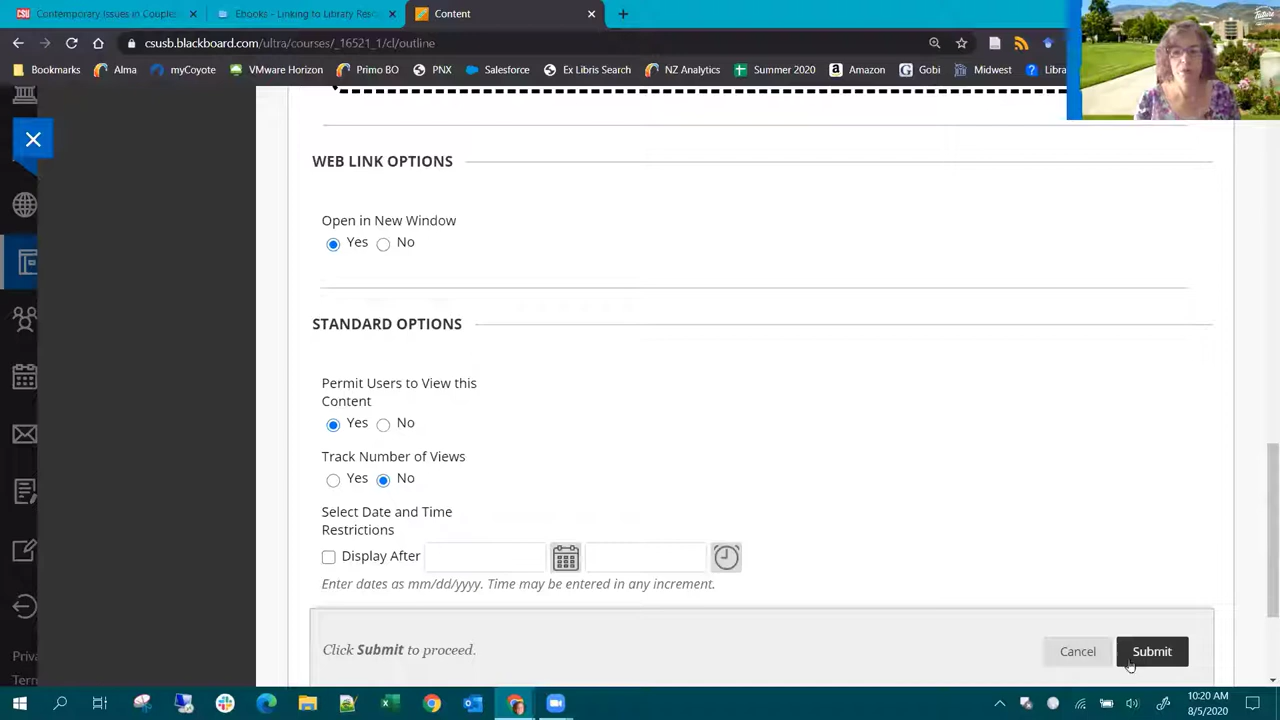 Contemporary Issues in Couples
Ebooks - Linking to Library Reso
Content
csusb.blackboard.com/ultra/courses/_16521_1/cl/outline
Bookmarks Alma myCoyote VMware Horizon Primo BO PNX Salesforce Ex Libris Search NZ Analytics Summer 2020 Amazon Gobi Midwest Libra
WEB LINK OPTIONS
Open in New Window
Yes No
STANDARD OPTIONS
Permit Users to View this
Content
Yes No
Track Number of Views
Yes No
Select Date and Time
Restrictions
Display After
Enter dates as mm/dd/yyyy. Time may be entered in any increment.
Click Submit to proceed.
Cancel Submit
Priva
Term
10:20 AM
8/5/2020